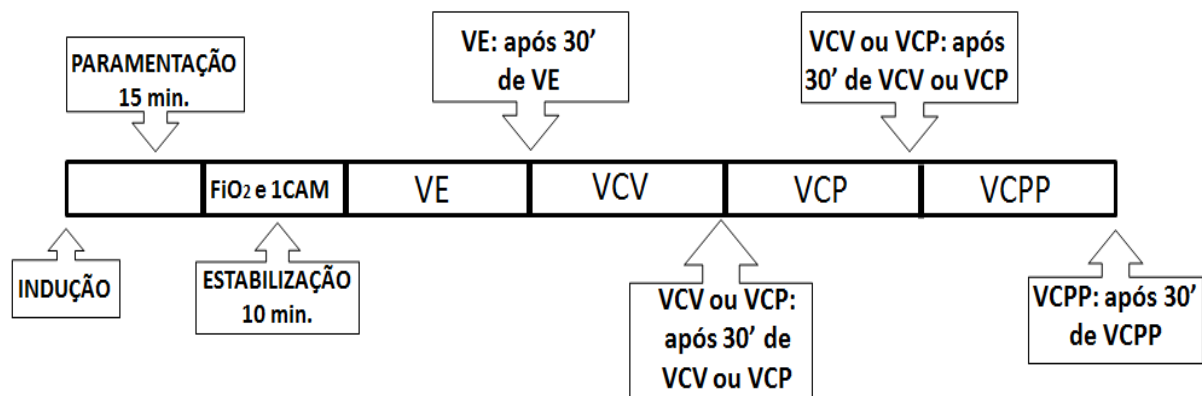 PARAMENTAÇÃO
15 min.
VE: após 30’
de VE
VCV ou VCP: após
30’ de VCV ou VCP
FiO₂ e 1CAM
VE
VCV
VCP
VCPP
INDUÇÃO
ESTABILIZAÇÃO
10 min.
VCV ou VCP:
após 30’ de
VCV ou VCP
VCPP: após 30’
de VCPP